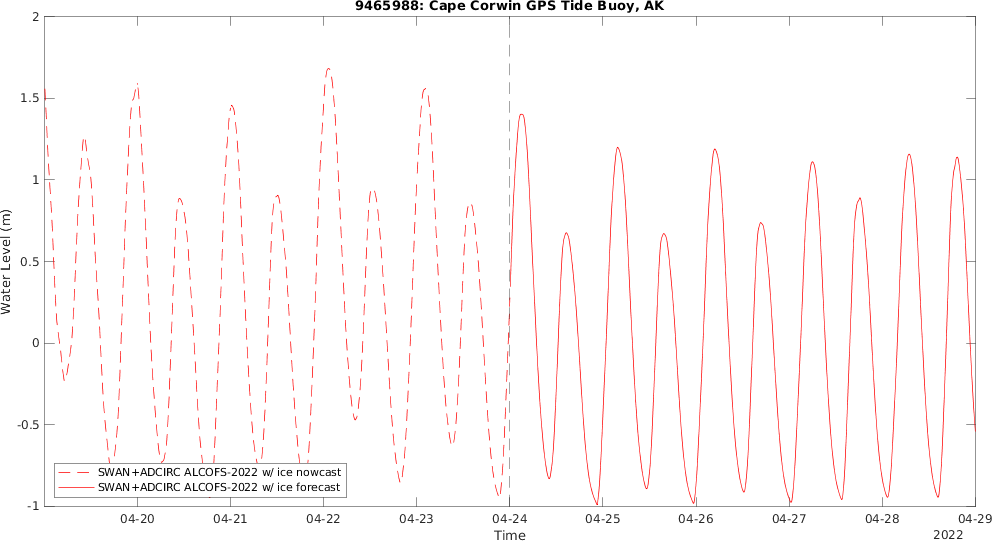 9465988: Cape Corwin GPS Tide Buoy, AK
Water Level (m)
2
1.5
1
0.5
0
-0.5
-1
SWAN+ADCIRC ALCOFS-2022 w/ ice nowcast
SWAN+ADCIRC ALCOFS-2022 w/ ice forecast
04-20 04-21 04-22 04-23 04-24 04-25 04-26 04-27 04-28 04-29
Time
2022